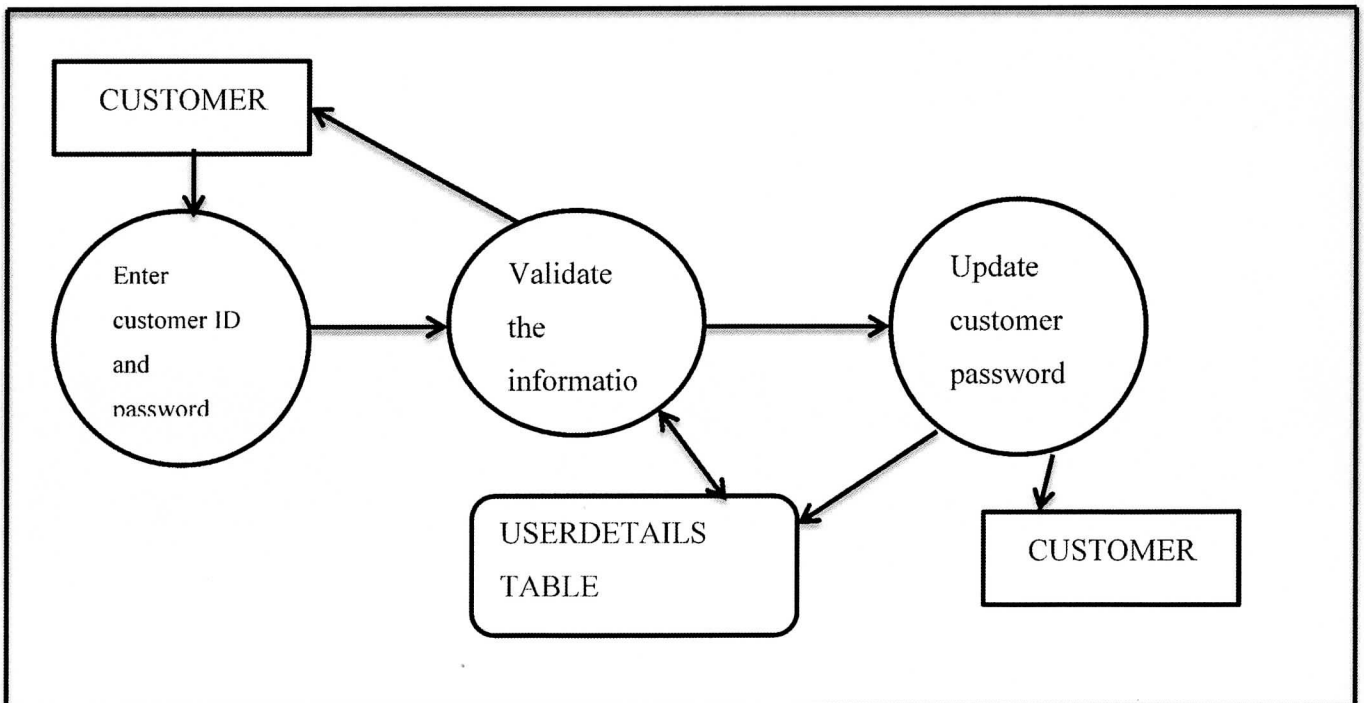 CUSTOMER
Enter
customer ID
and
password
Validate
the
informatio
Update
customer
password
USERDETAILS
TABLE
CUSTOMER